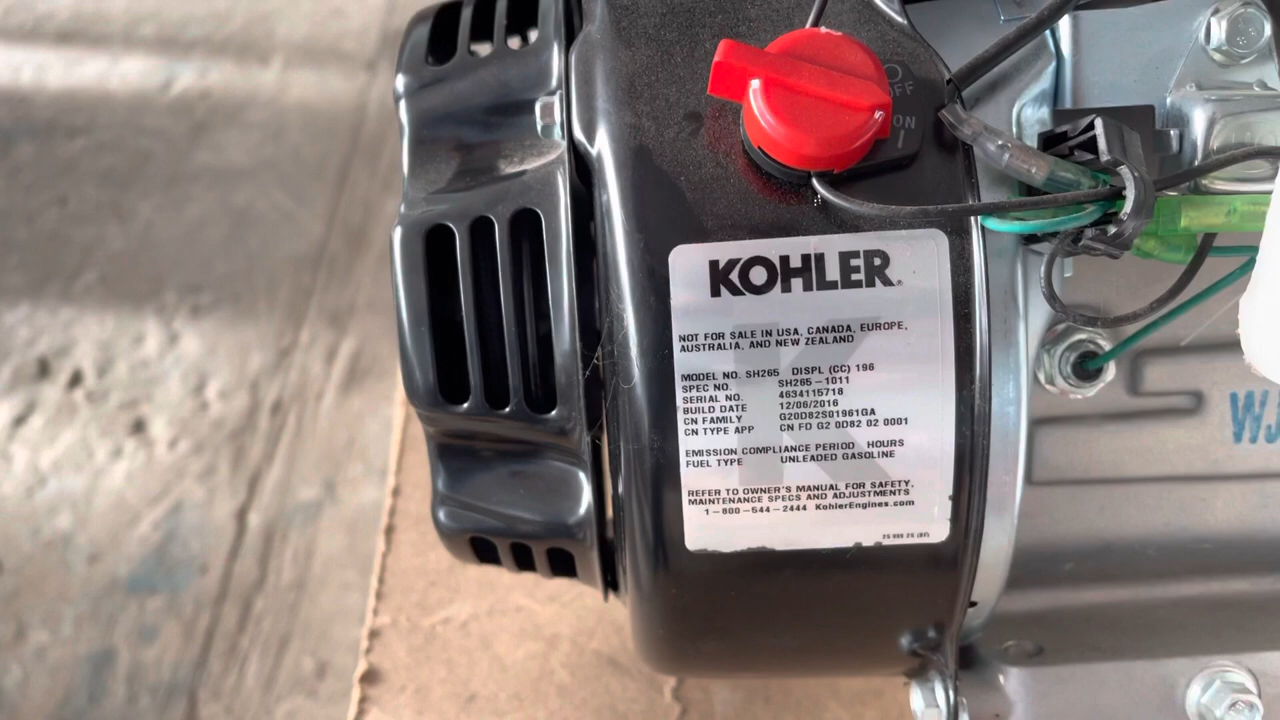 OFF
ON
KOHLER®
NOT FOR SALE IN USA, CANADA, EUROPE,
AUSTRALIA, AND NEW ZEALAND
MODEL NO. SH265 DISPL (CC) 196
SPEC NO. SH265-1011
SERIAL NO. 4634115718
BUILD DATE 12/06/2016
CN FAMILY G20D82S01961GA
CN TYPE APP CN FD G2 0D82 02 0001
EMISSION COMPLIANCE PERIOD HOURS
FUEL TYPE UNLEADED GASOLINE
REFER TO OWNER'S MANUAL FOR SAFETY,
MAINTENANCE SPECS AND ADJUSTMENTS
1-800-544-2444 KohlerEngines.com
WJ